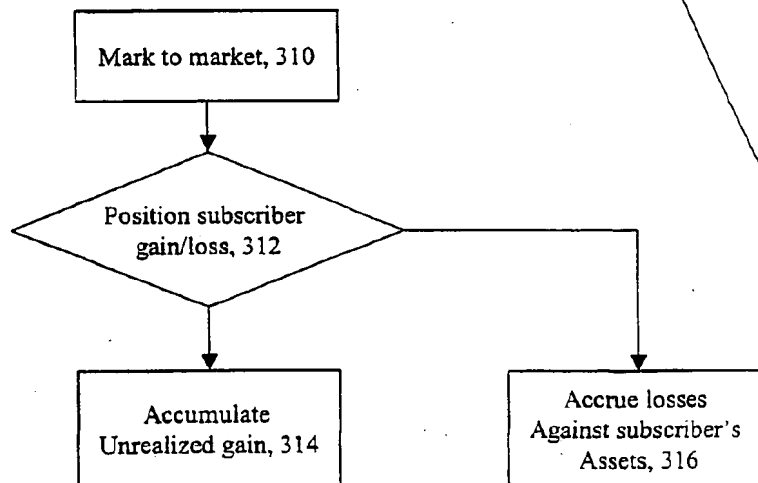 Mark to market, 310
Position subscriber
gain/loss, 312
Accumulate
Unrealized gain, 314
Accrue losses
Against subscriber's
Assets, 316